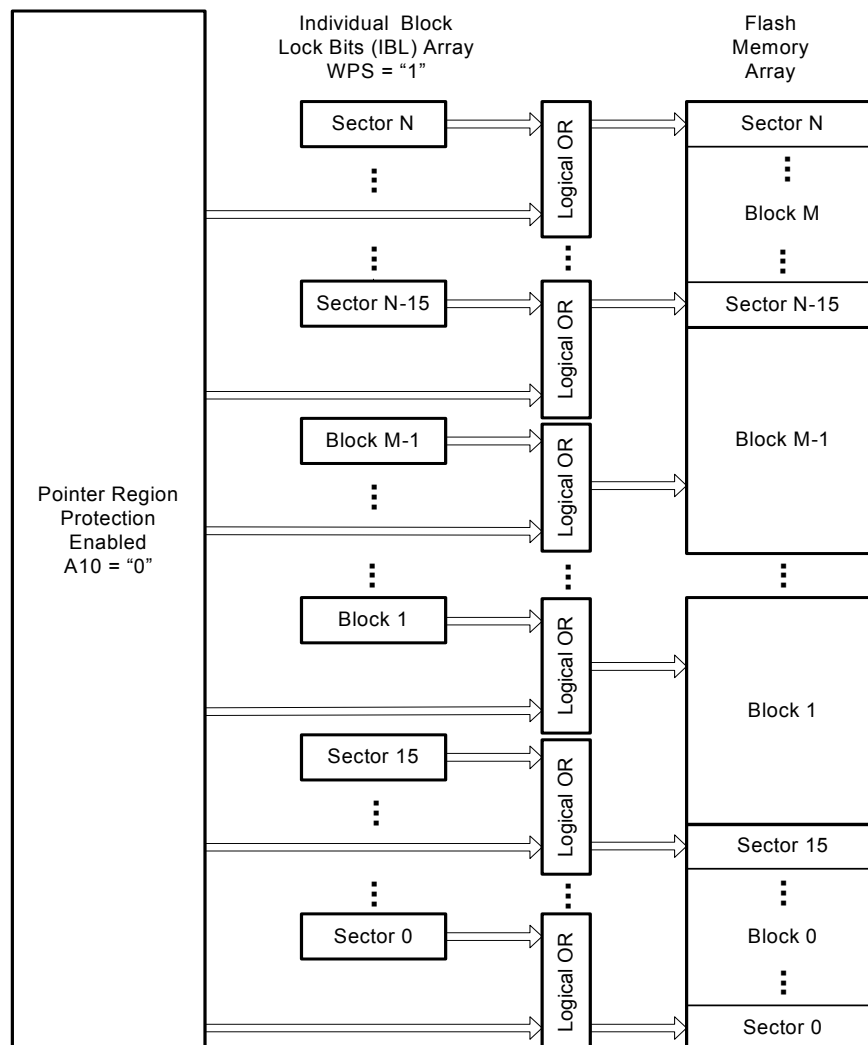 Individual Block
Lock Bits (IBL) Array
WPS = “1”
Flash
Memory
Array
Pointer Region
Protection
Enabled
A10 = “0”
Sector N
Sector N-15
Block M-1
Block 1
Sector 15
Sector 0
Logical OR
Logical OR
Logical OR
Logical OR
Logical OR
Logical OR
Sector N
Block M
Sector N-15
Block M-1
Block 1
Sector 15
Block 0
Sector 0